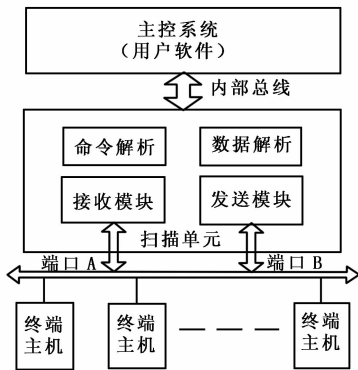 主控系统
（用户软件）
内部总线
命令解析
数据解析
接收模块
发送模块
扫描单元
端口 A
端口 B
终端
主机
终端
主机
终端
主机